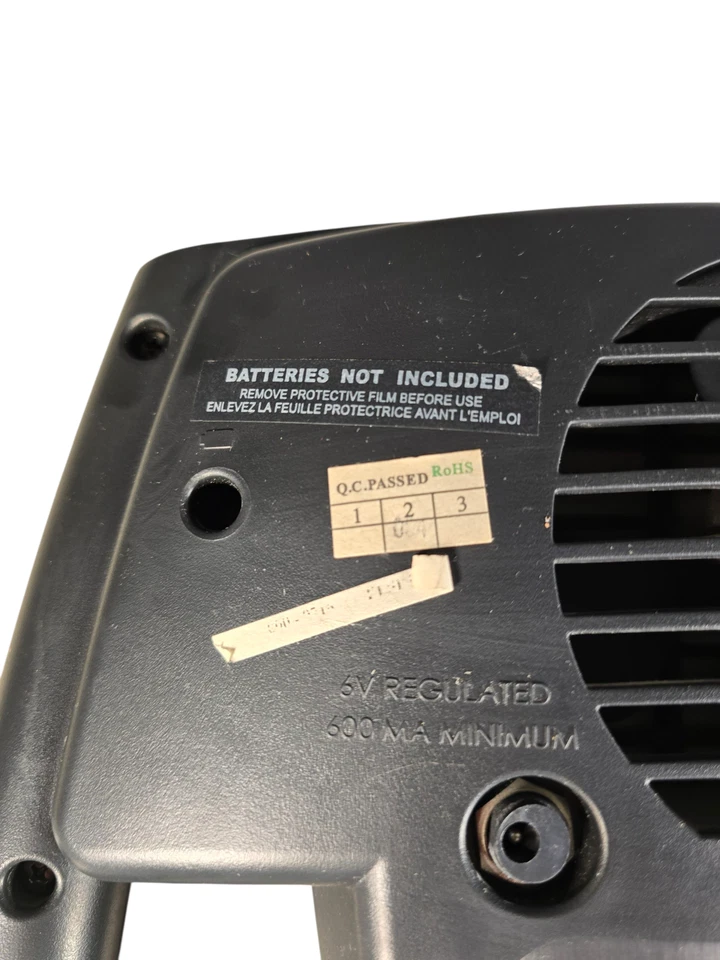 BATTERIES NOT INCLUDED
REMOVE PROTECTIVE FILM BEFORE USE
ENLEVEZ LA FEUILLE PROTECTRICE AVANT L'EMPLOI
Q.C.PASSED RoHS
1 2 3
6V REGULATED
600 MA MINIMUM